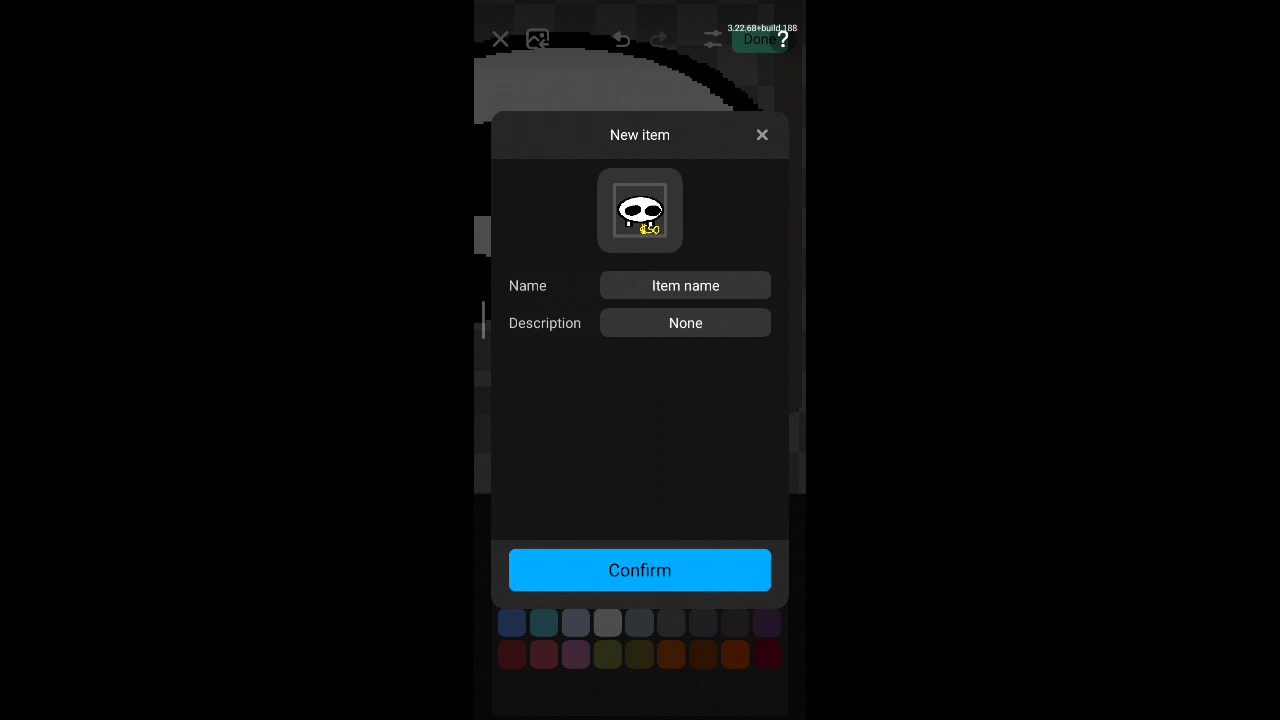 3.22.68+build.188
Done
?
New item
Name
Item name
Description
None
Confirm